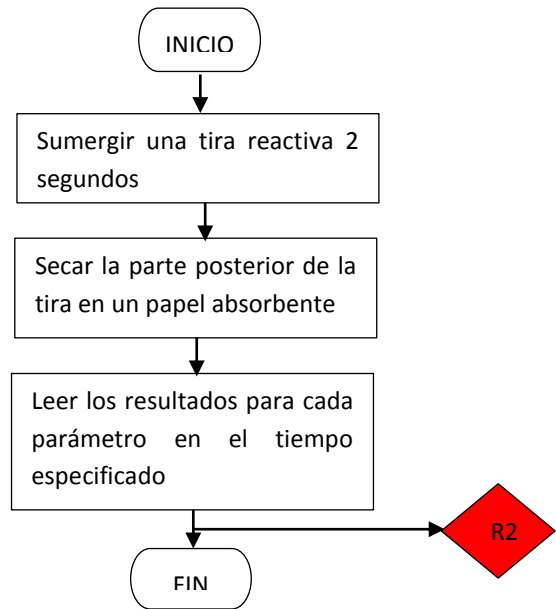 INICIO
Sumergir una tira reactiva 2
segundos
Secar la parte posterior de la
tira en un papel absorbente
Leer los resultados para cada
parámetro en el tiempo
especificado
R2
FIN